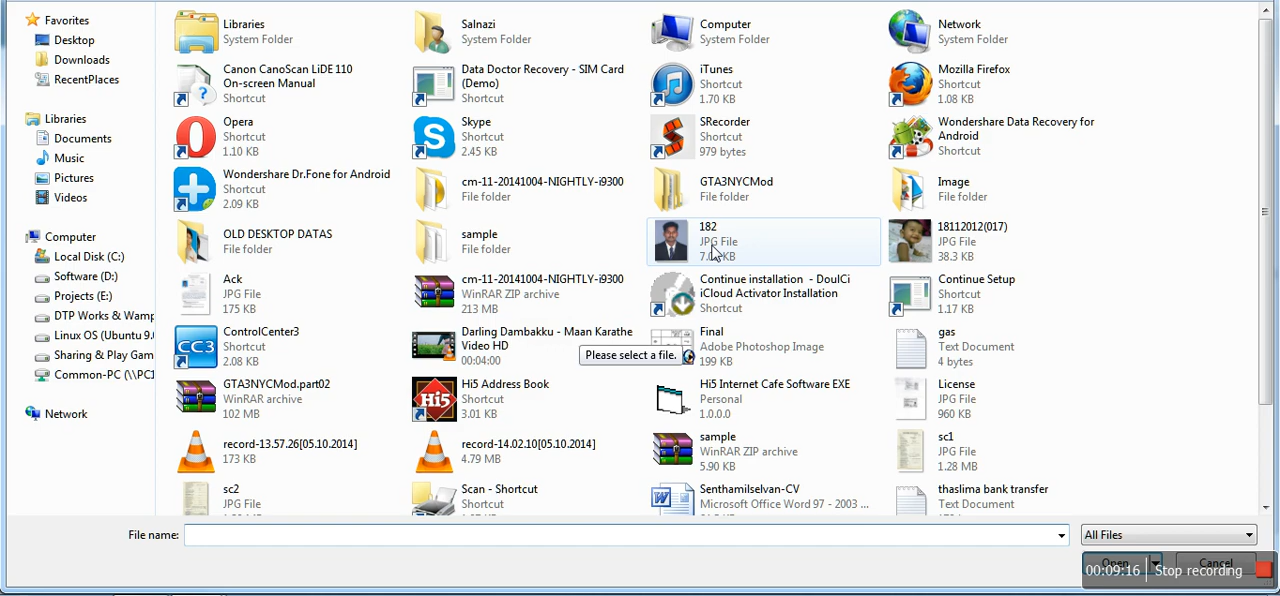 Favorites
Desktop
Downloads
RecentPlaces
Libraries
Documents
Music
Pictures
Videos
Computer
Local Disk (C:)
Software (D:)
Projects (E:)
DTP Works & Wamp
Linux OS (Ubuntu 9.0
Sharing & Play Gam
Common-PC (\\PC1
Network
Libraries
System Folder
Salnazi
System Folder
Computer
System Folder
Network
System Folder
Canon CanoScan LiDE 110
On-screen Manual
Shortcut
Data Doctor Recovery - SIM Card
(Demo)
Shortcut
iTunes
Shortcut
1.70 KB
Mozilla Firefox
Shortcut
1.08 KB
Opera
Shortcut
1.10 KB
Skype
Shortcut
2.45 KB
SRecorder
Shortcut
979 bytes
Wondershare Data Recovery for
Android
Shortcut
Wondershare Dr.Fone for Android
Shortcut
2.09 KB
cm-11-20141004-NIGHTLY-i9300
File folder
GTA3NYCMod
File folder
Image
File folder
OLD DESKTOP DATAS
File folder
sample
File folder
182
JPG File
KB
18112012(017)
JPG File
38.3 KB
Ack
JPG File
175 KB
cm-11-20141004-NIGHTLY-i9300
WinRAR ZIP archive
213 MB
Continue installation - DoulCi
iCloud Activator Installation
Shortcut
Continue Setup
Shortcut
1.17 KB
ControlCenter3
Shortcut
2.08 KB
CC3
Darling Dambakku - Maan Karathe
Video HD
00:04:00
Please select a file.
Final
Adobe Photoshop Image
199 KB
gas
Text Document
4 bytes
GTA3NYCMod.part02
WinRAR archive
102 MB
Hi5
Hi5 Address Book
Shortcut
3.01 KB
Hi5 Internet Cafe Software EXE
Personal
1.0.0.0
License
JPG File
960 KB
record-13.57.26[05.10.2014]
173 KB
record-14.02.10[05.10.2014]
4.79 MB
sample
WinRAR ZIP archive
5.90 KB
sc1
JPG File
1.28 MB
sc2
JPG File
Scan - Shortcut
Shortcut
Senthamilselvan-CV
Microsoft Office Word 97 - 2003 ...
thaslima bank transfer
Text Document
File name:
All Files
Open
Cancel
00:09:16
Stop recording